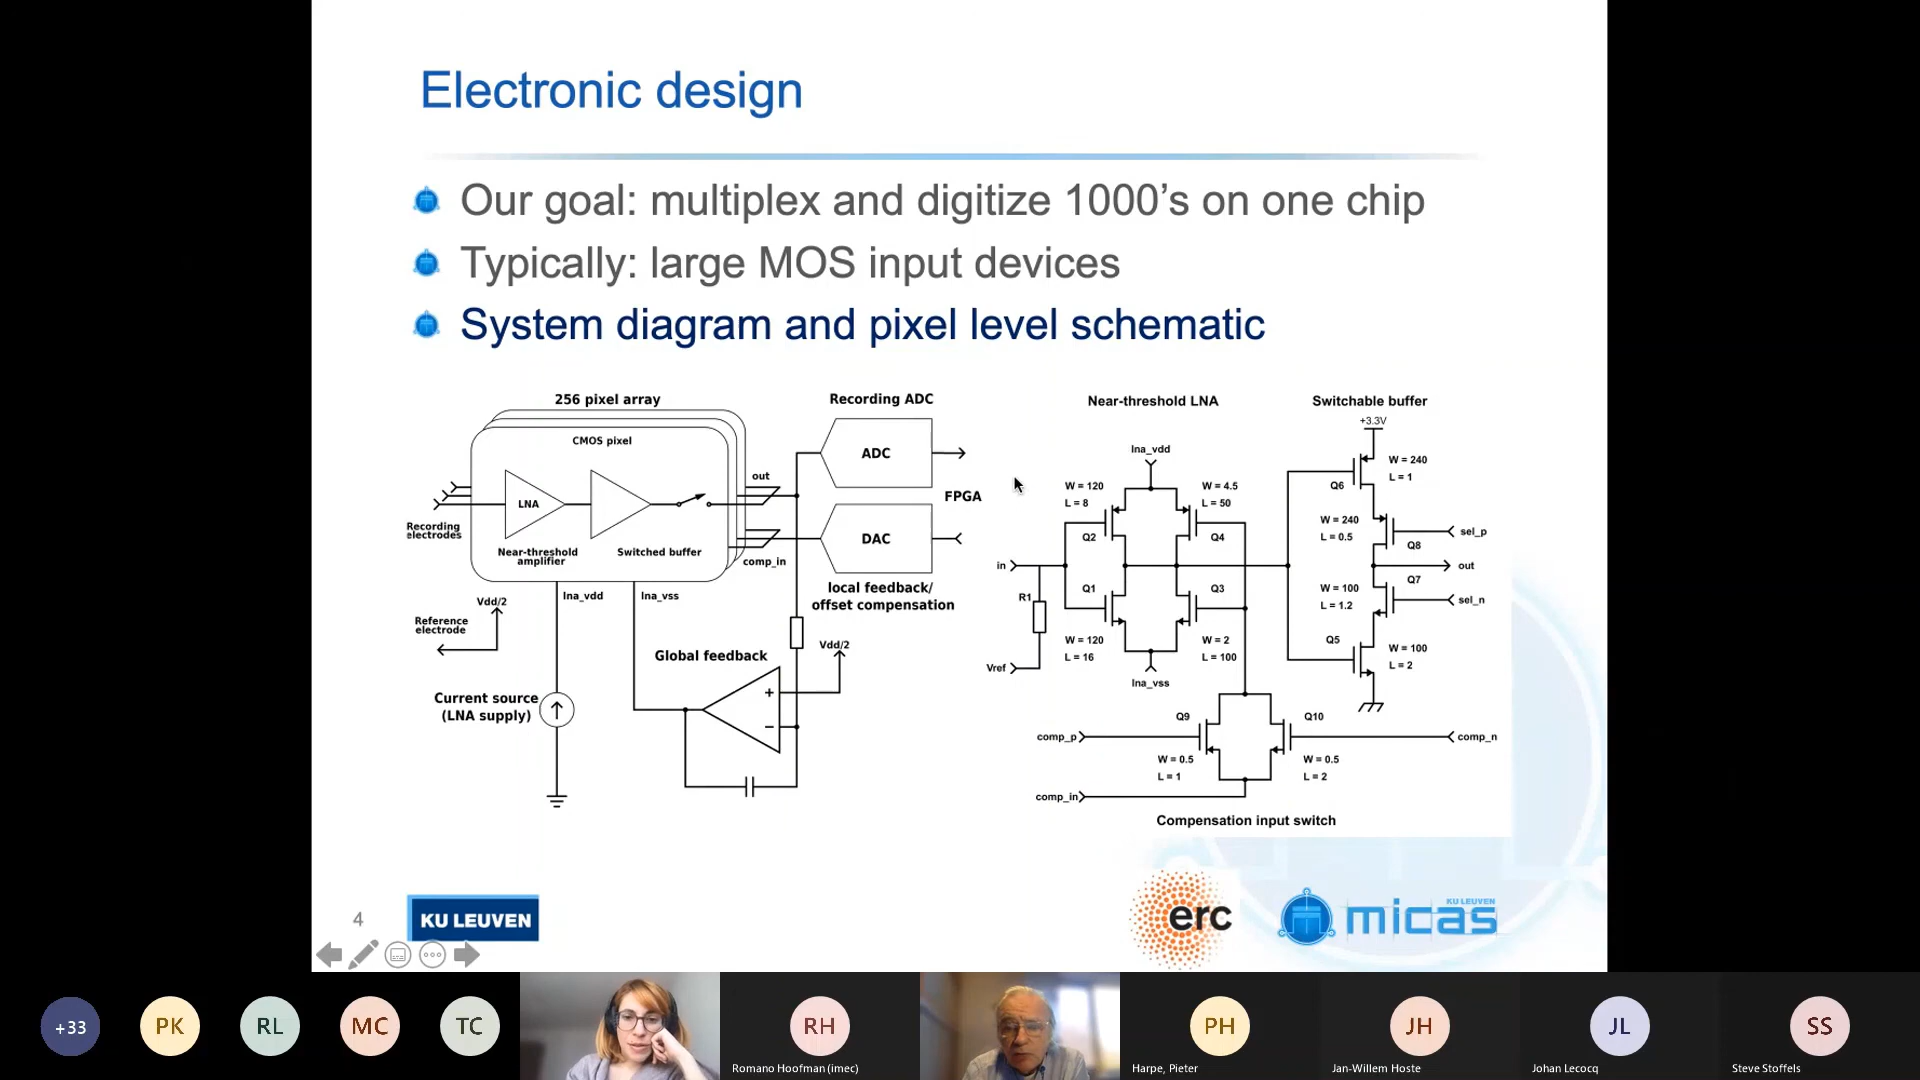 Electronic design
Our goal: multiplex and digitize 1000's on one chip
Typically: large MOS input devices
System diagram and pixel level schematic
256 pixel array
CMOS pixel
LNA
Near-threshold
amplifier
Switched buffer
Recording
electrodes
out
comp_in
Recording ADC
ADC
FPGA
DAC
local feedback/
offset compensation
lna_vdd
lna_vss
Vdd/2
Reference
electrode
Global feedback
Vdd/2
+
−
Current source
(LNA supply)
Near-threshold LNA
lna_vdd
W = 120
L = 8
Q2
W = 4.5
L = 50
Q4
in
R1
Q1
Q3
W = 120
L = 16
W = 2
L = 100
Vref
lna_vss
Switchable buffer
+3.3V
W = 240
L = 1
Q6
W = 240
L = 0.5
Q8
sel_p
out
W = 100
L = 1.2
Q7
sel_n
Q5
W = 100
L = 2
Q9
Q10
comp_p
comp_n
W = 0.5
L = 1
W = 0.5
L = 2
comp_in
Compensation input switch
4
KU LEUVEN
erc
KU LEUVEN
micas
+33
PK
RL
MC
TC
RH
Romano Hoofman (imec)
PH
Harpe, Pieter
JH
Jan-Willem Hoste
JL
Johan Lecocq
SS
Steve Stoffels